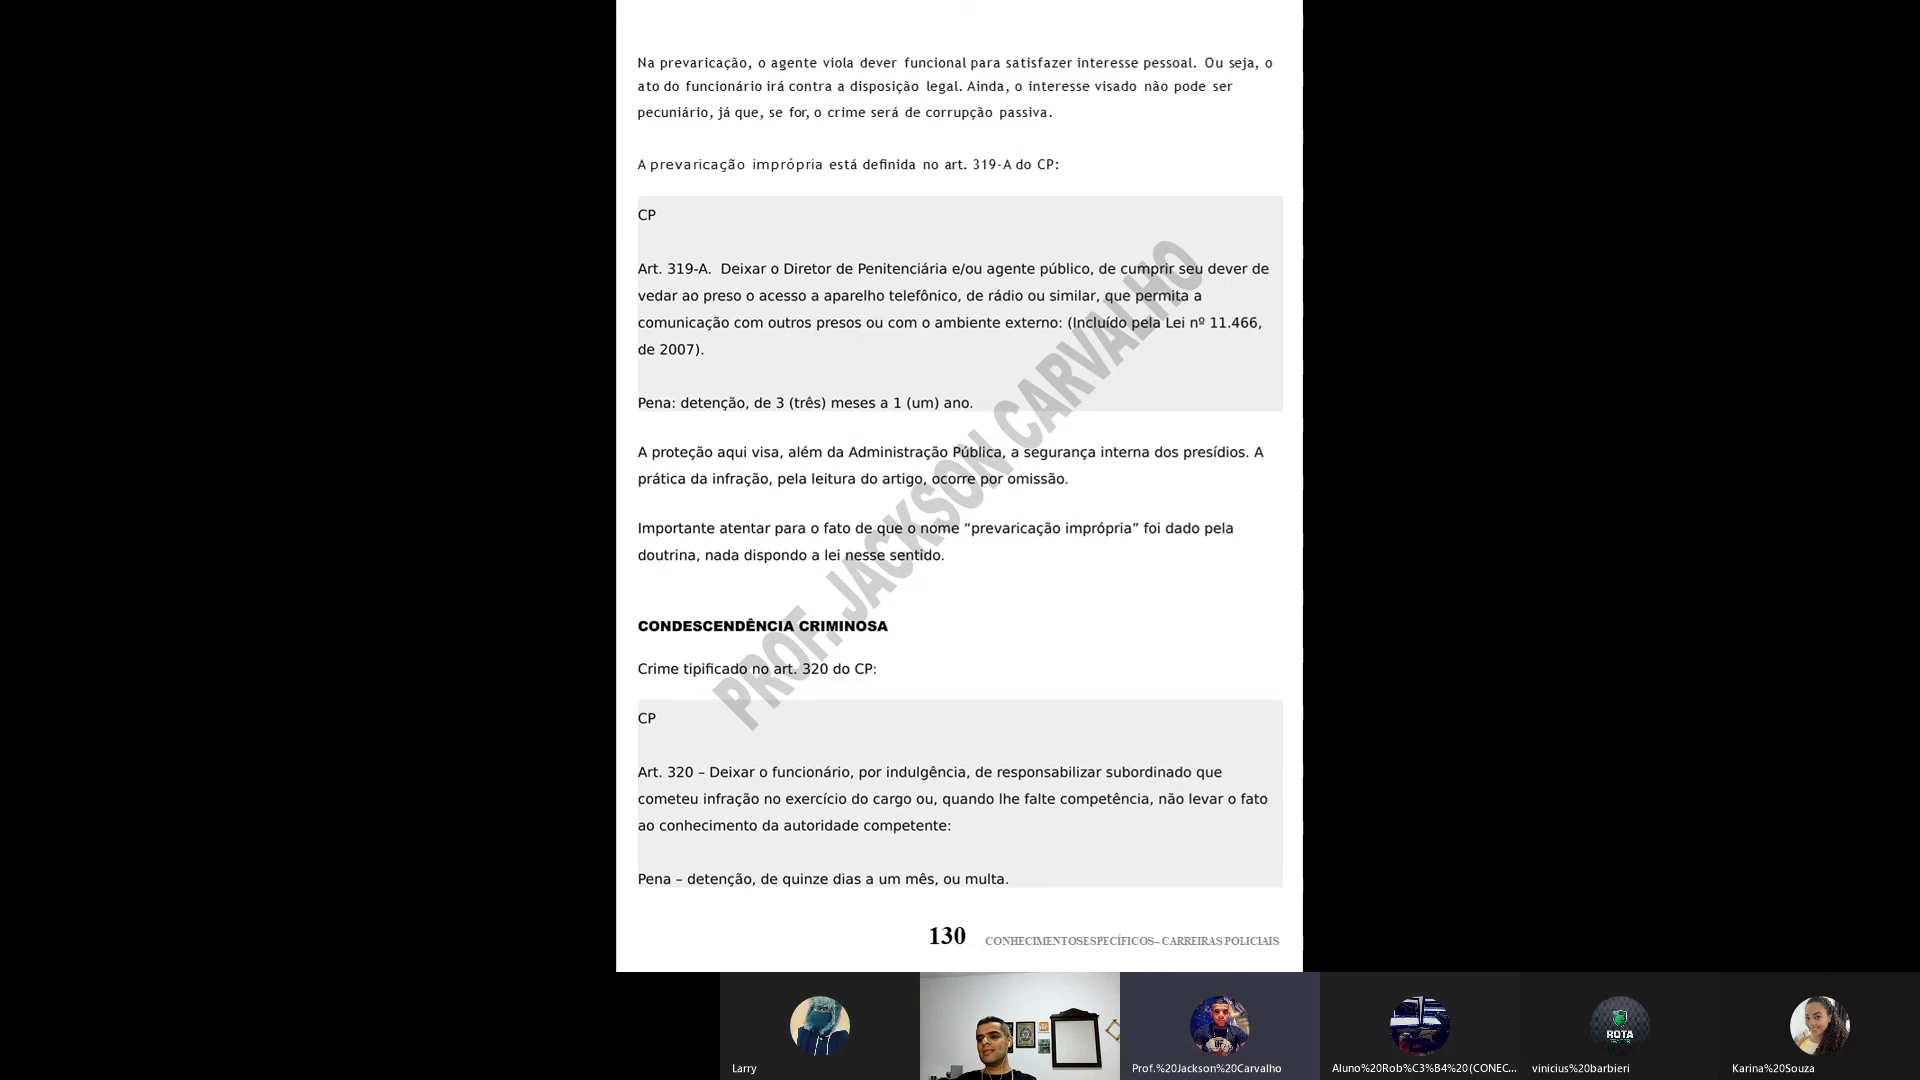 Na prevaricação, o agente viola dever funcional para satisfazer interesse pessoal. Ou seja, o
ato do funcionário irá contra a disposição legal. Ainda, o interesse visado não pode ser
pecuniário, já que, se for, o crime será de corrupção passiva.
A prevaricação imprópria está definida no art. 319-A do CP:
CP
Art. 319-A. Deixar o Diretor de Penitenciária e/ou agente público, de cumprir seu dever de
vedar ao preso o acesso a aparelho telefônico, de rádio ou similar, que permita a
comunicação com outros presos ou com o ambiente externo: (Incluído pela Lei nº 11.466,
de 2007).
Pena: detenção, de 3 (três) meses a 1 (um) ano.
A proteção aqui visa, além da Administração Pública, a segurança interna dos presídios. A
prática da infração, pela leitura do artigo, ocorre por omissão.
Importante atentar para o fato de que o nome “prevaricação imprópria” foi dado pela
doutrina, nada dispondo a lei nesse sentido.
PROF. JACKSON CARVALHO
CONDESCENDÊNCIA CRIMINOSA
Crime tipificado no art. 320 do CP:
CP
Art. 320 – Deixar o funcionário, por indulgência, de responsabilizar subordinado que
cometeu infração no exercício do cargo ou, quando lhe falte competência, não levar o fato
ao conhecimento da autoridade competente:
Pena – detenção, de quinze dias a um mês, ou multa.
130 CONHECIMENTOSESPECÍFICOS– CARREIRAS POLICIAIS
ROTA
Larry
Prof.%20Jackson%20Carvalho
Aluno%20Rob%C3%B4%20(CONEC...
vinicius%20barbieri
Karina%20Souza